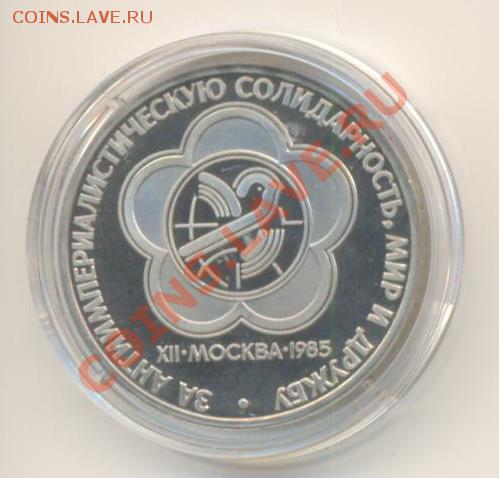 COINS.LAVE.RU
ЗА АНТИИМПЕРИАЛИСТИЧЕСКУЮ СОЛИДАРНОСТЬ, МИР И ДРУЖБУ •
XII•МОСКВА•1985
COINS.LAVE.RU